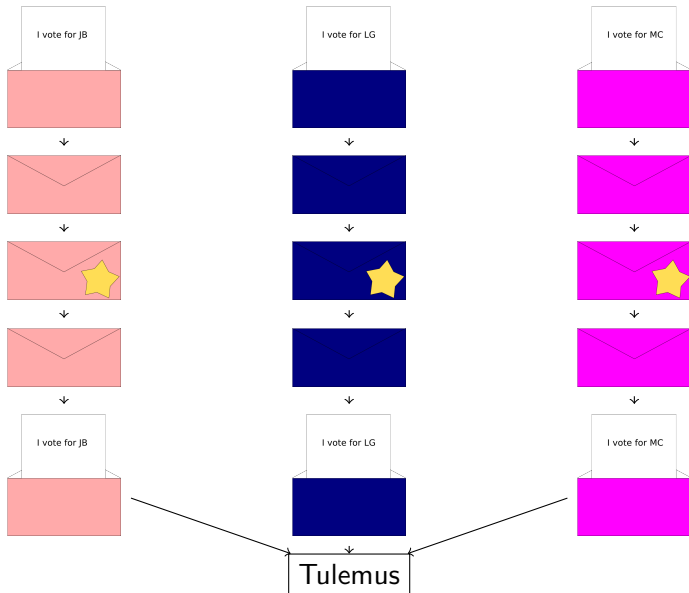 I vote for JB
I vote for LG
I vote for MC
I vote for JB
I vote for LG
I vote for MC
Tulemus